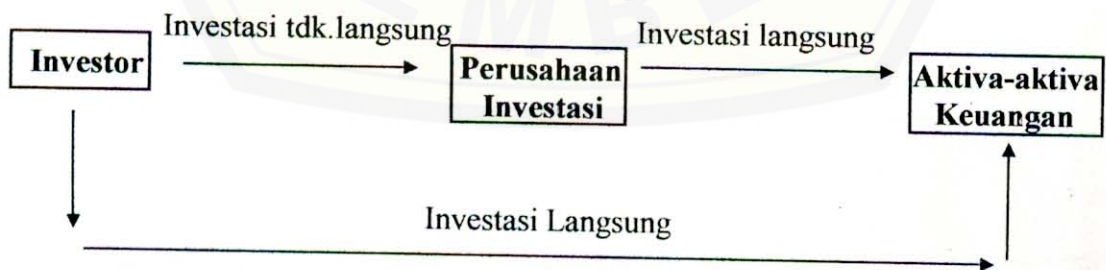 Investasi tdk.langsung
Investasi langsung
Investor
Perusahaan
Investasi
Aktiva-aktiva
Keuangan
Investasi Langsung